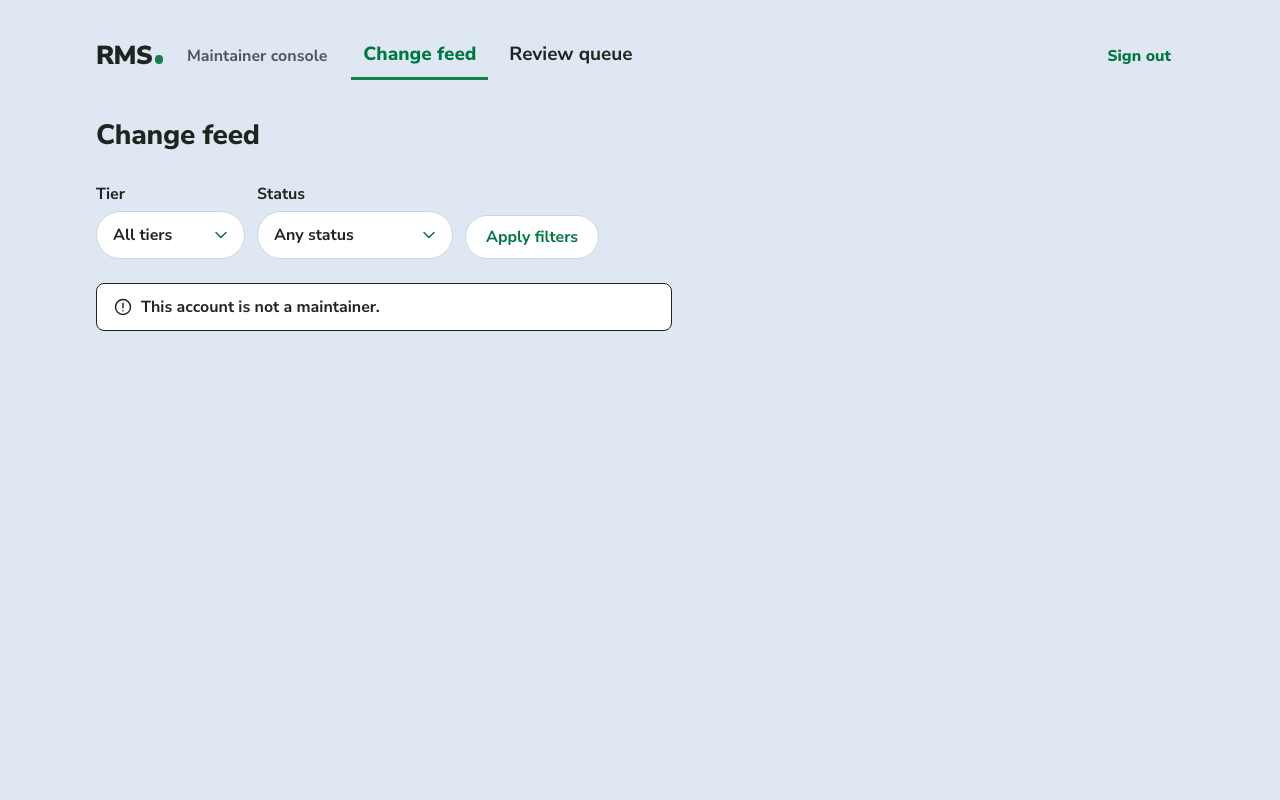 RMS. Maintainer console Change feed Review queue Sign out
Change feed
Tier Status
All tiers Any status Apply filters
This account is not a maintainer.